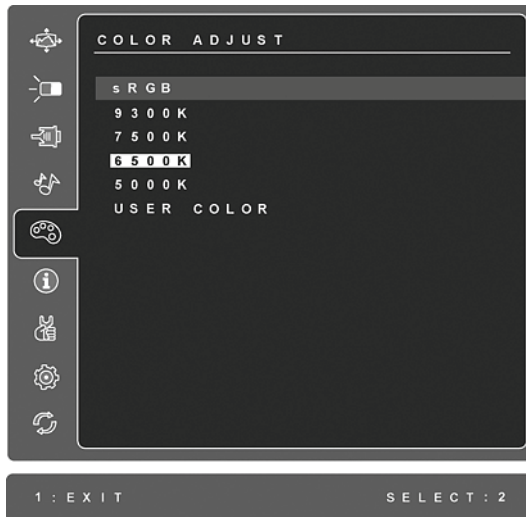 COLOR ADJUST
sRGB
9300K
7500K
6500K
5000K
USER COLOR
1:EXIT SELECT:2